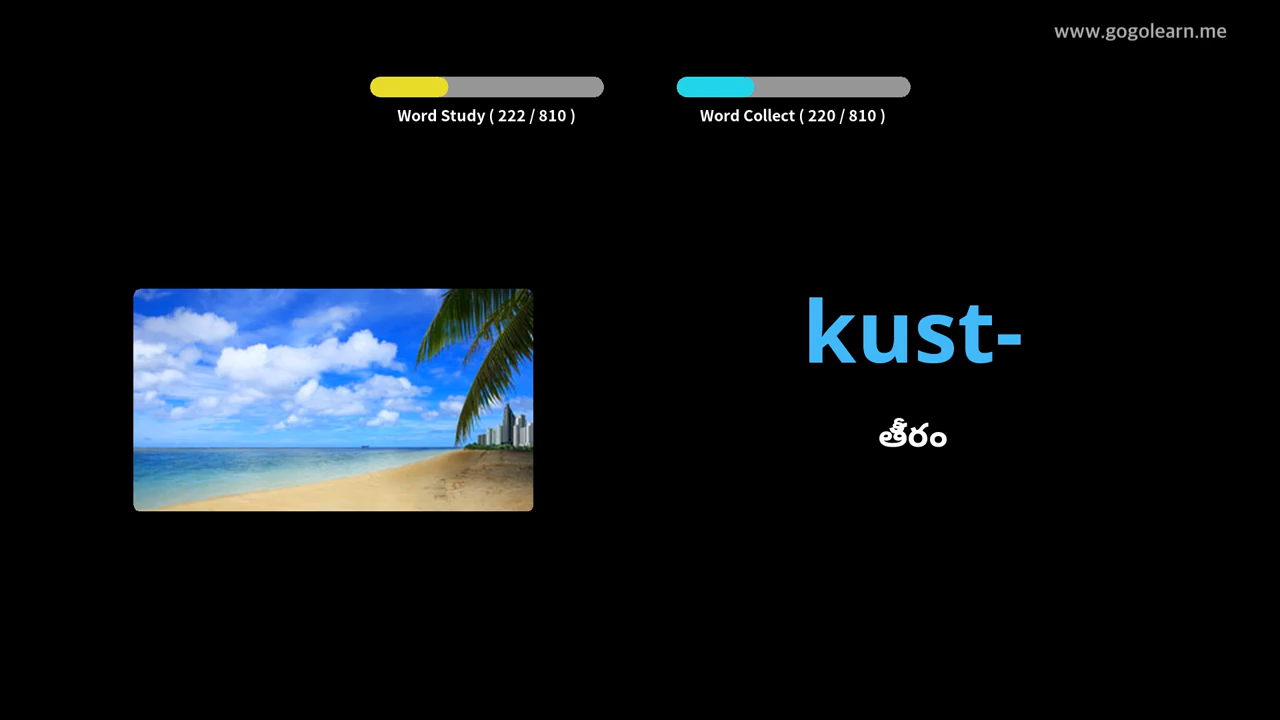 www.gogolearn.me
Word Study ( 222 / 810 )
Word Collect ( 220 / 810 )
kust-
తీరం